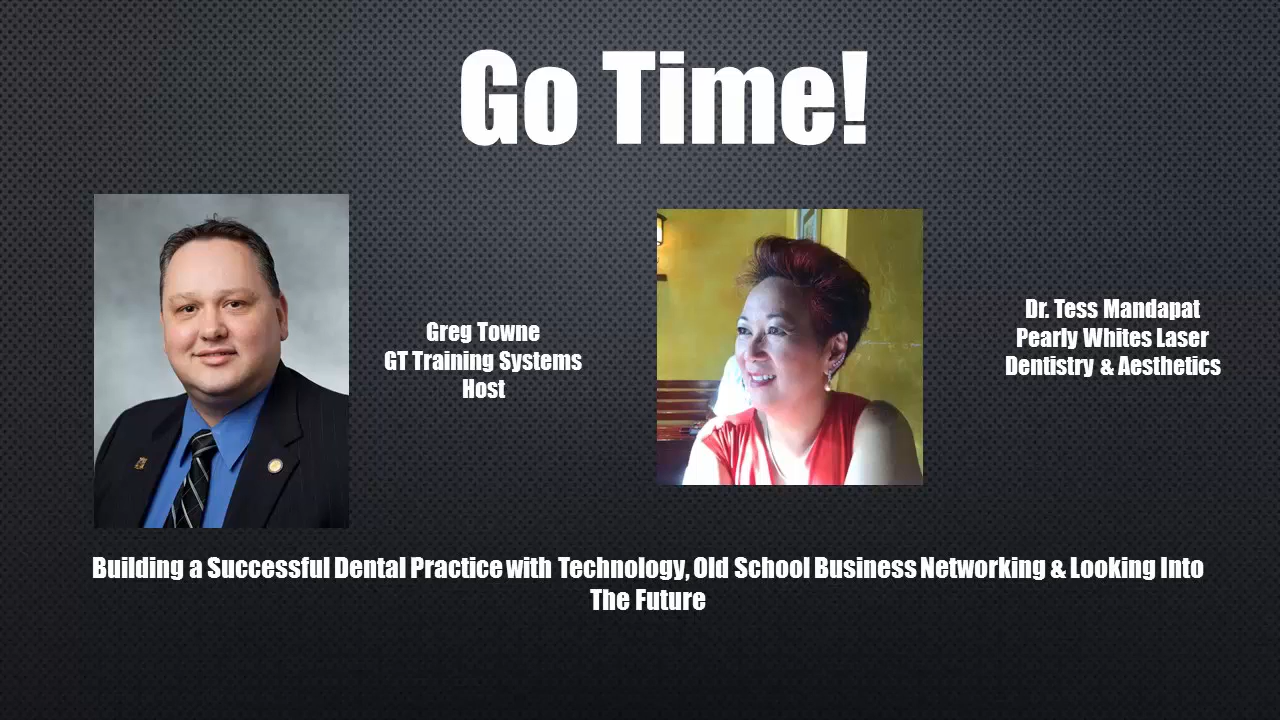 Go Time!
Greg Towne
GT Training Systems
Host
Dr. Tess Mandapat
Pearly Whites Laser
Dentistry & Aesthetics
Building a Successful Dental Practice with Technology, Old School Business Networking & Looking Into
The Future